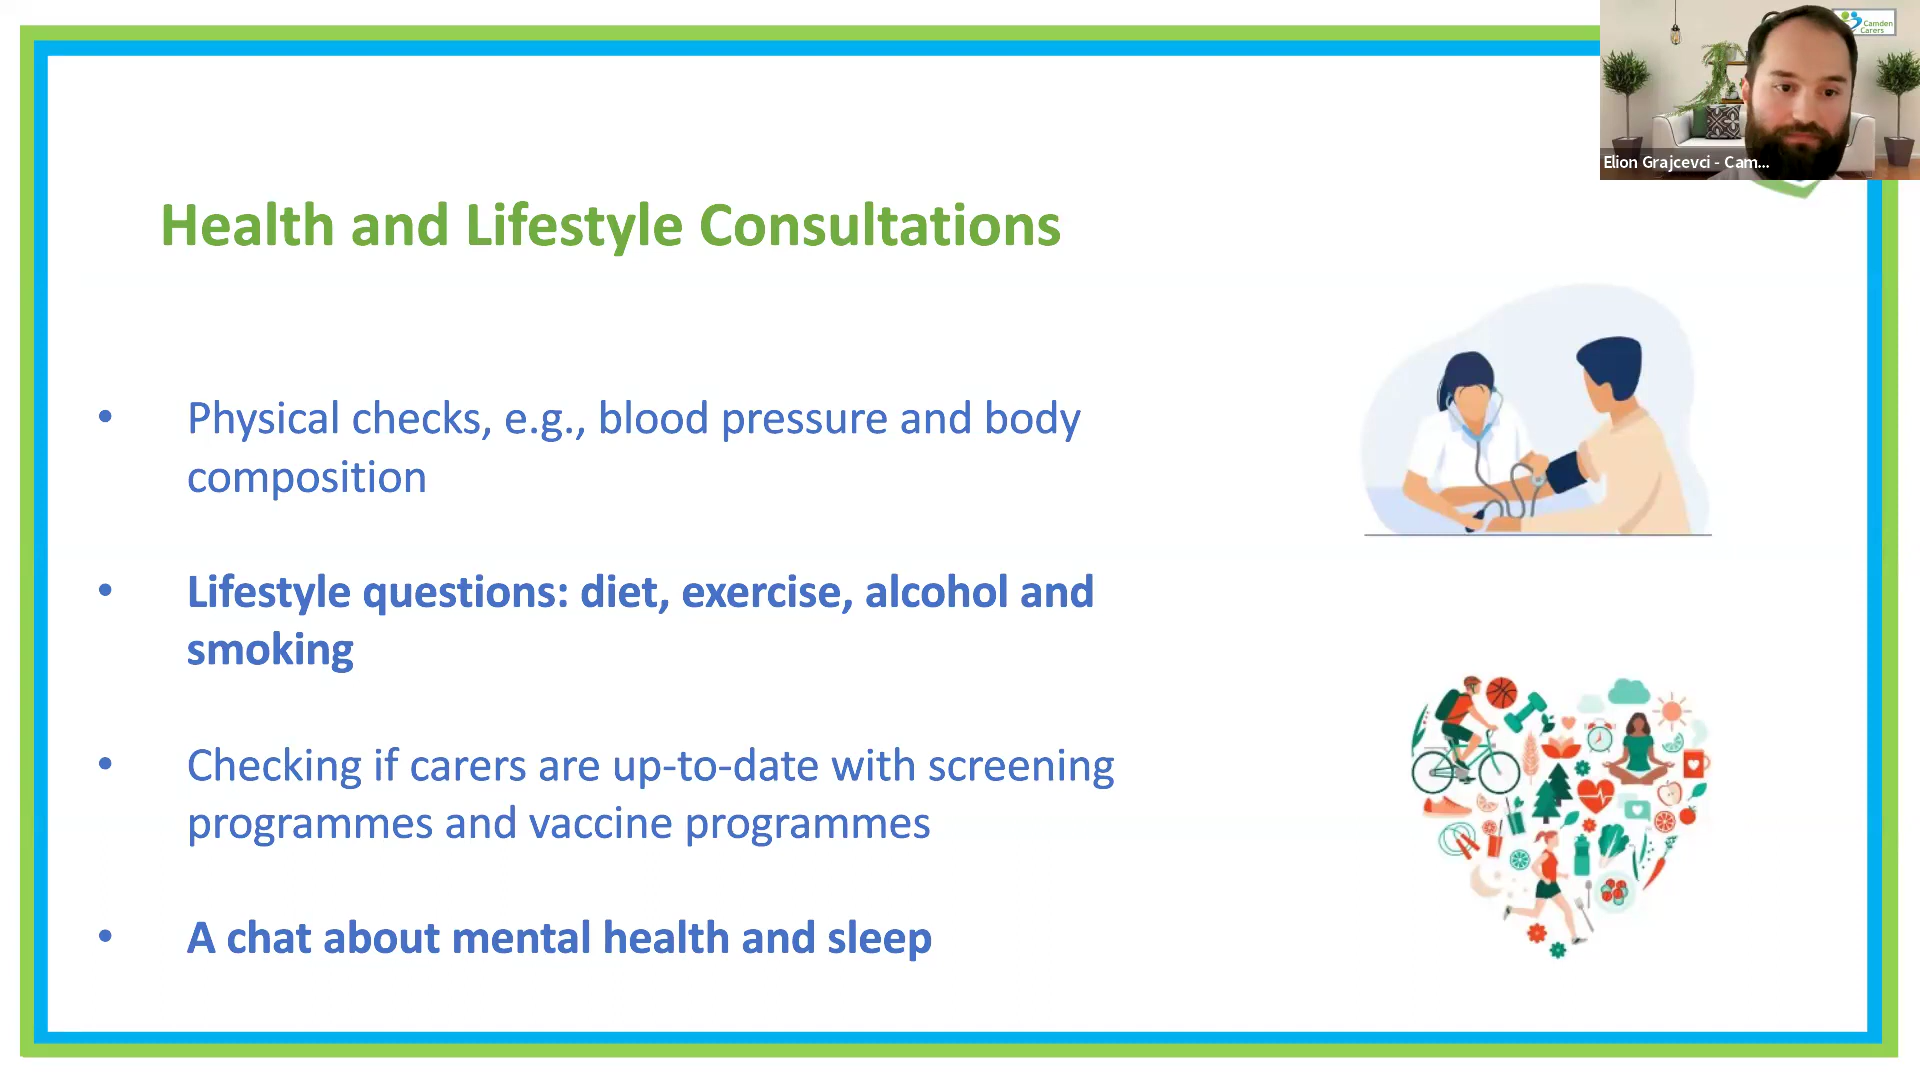 Camden
Carers
Elion Grajcevci - Cam...
Health and Lifestyle Consultations
• Physical checks, e.g., blood pressure and body
composition
• Lifestyle questions: diet, exercise, alcohol and
smoking
• Checking if carers are up-to-date with screening
programmes and vaccine programmes
• A chat about mental health and sleep